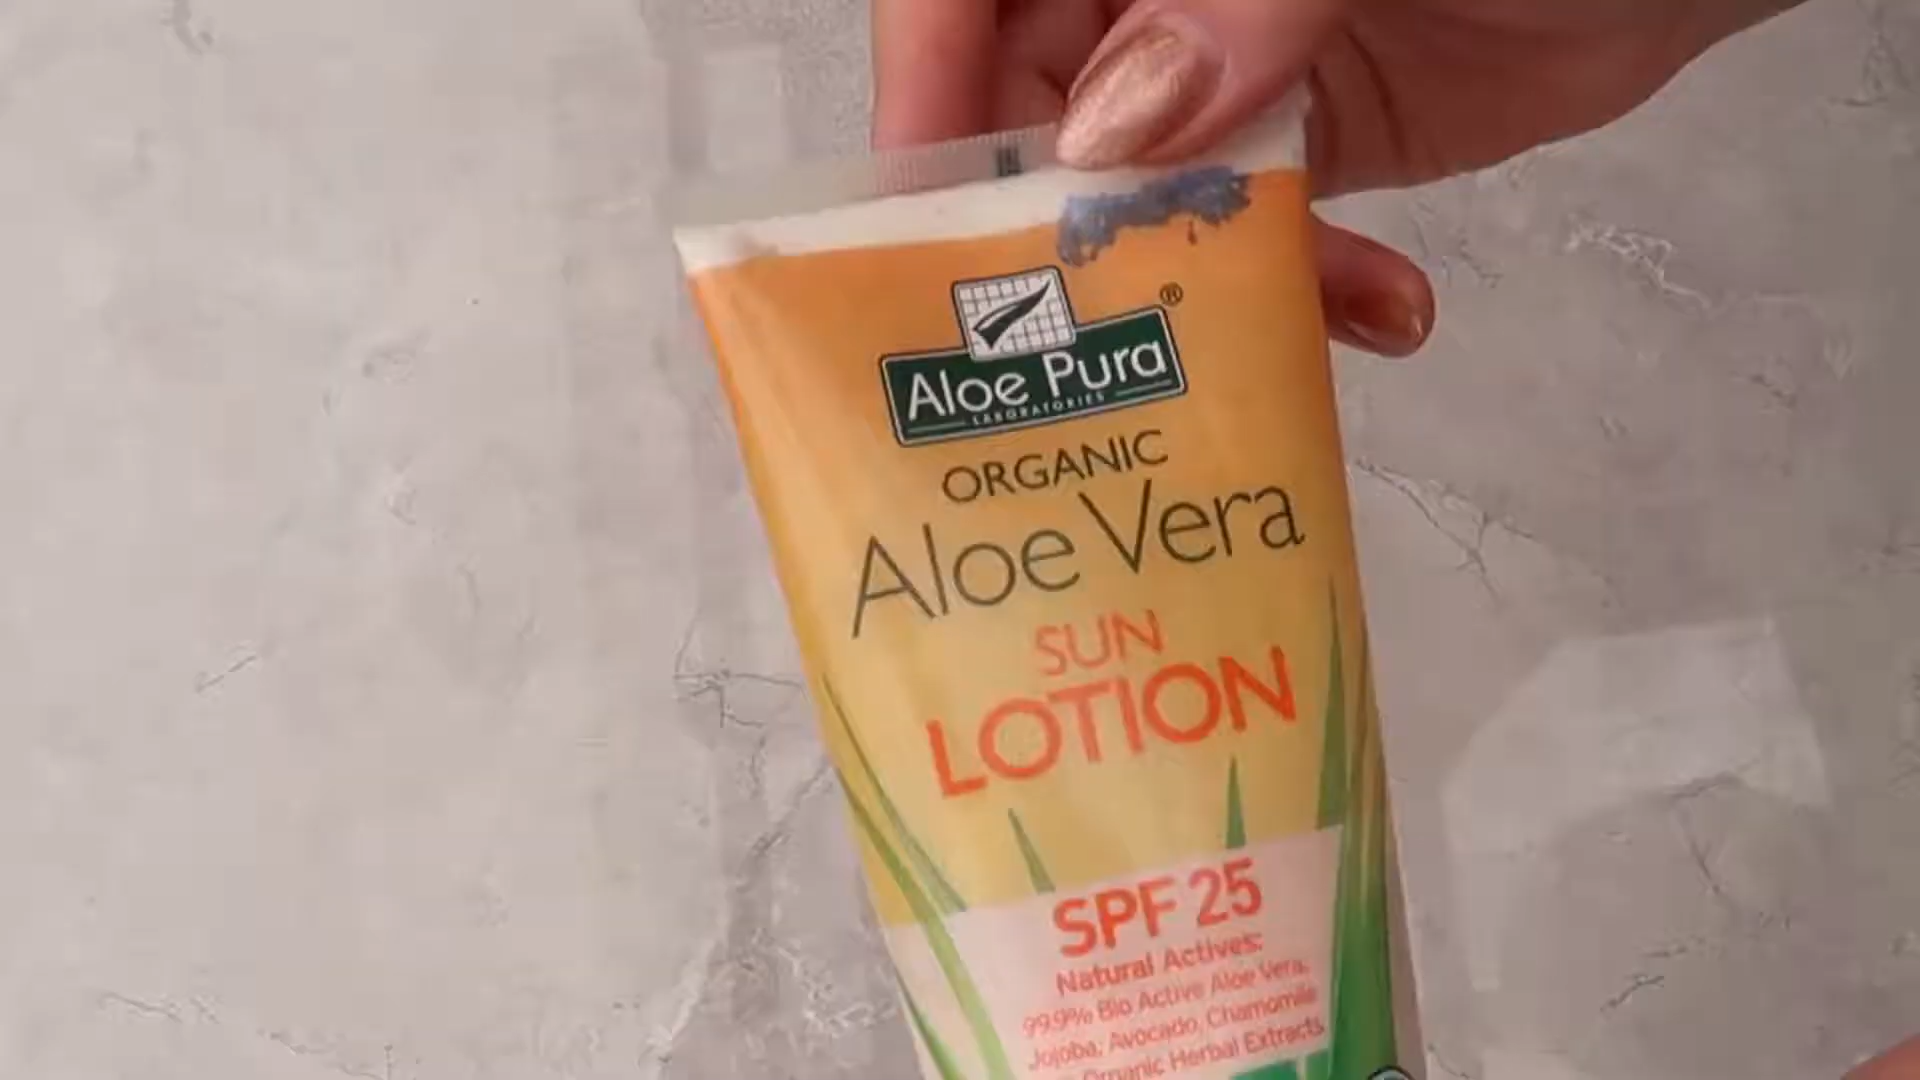 Aloe Pura
®
LABORATORIES
ORGANIC
Aloe Vera
SUN
LOTION
SPF 25
Natural Actives:
99.9% Bio Active Aloe Vera,
Jojoba, Avocado, Chamomile
Organic Herbal Extracts